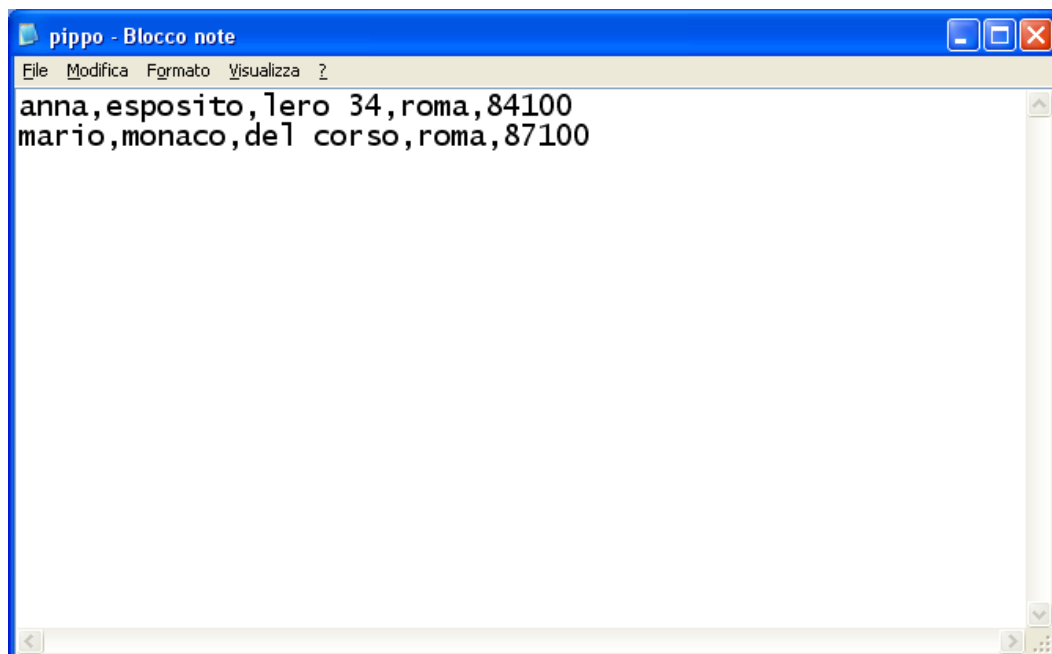 pippo - Blocco note
File Modifica Formato Visualizza ?
anna,esposito,lero 34,roma,84100
mario,monaco,del corso,roma,87100